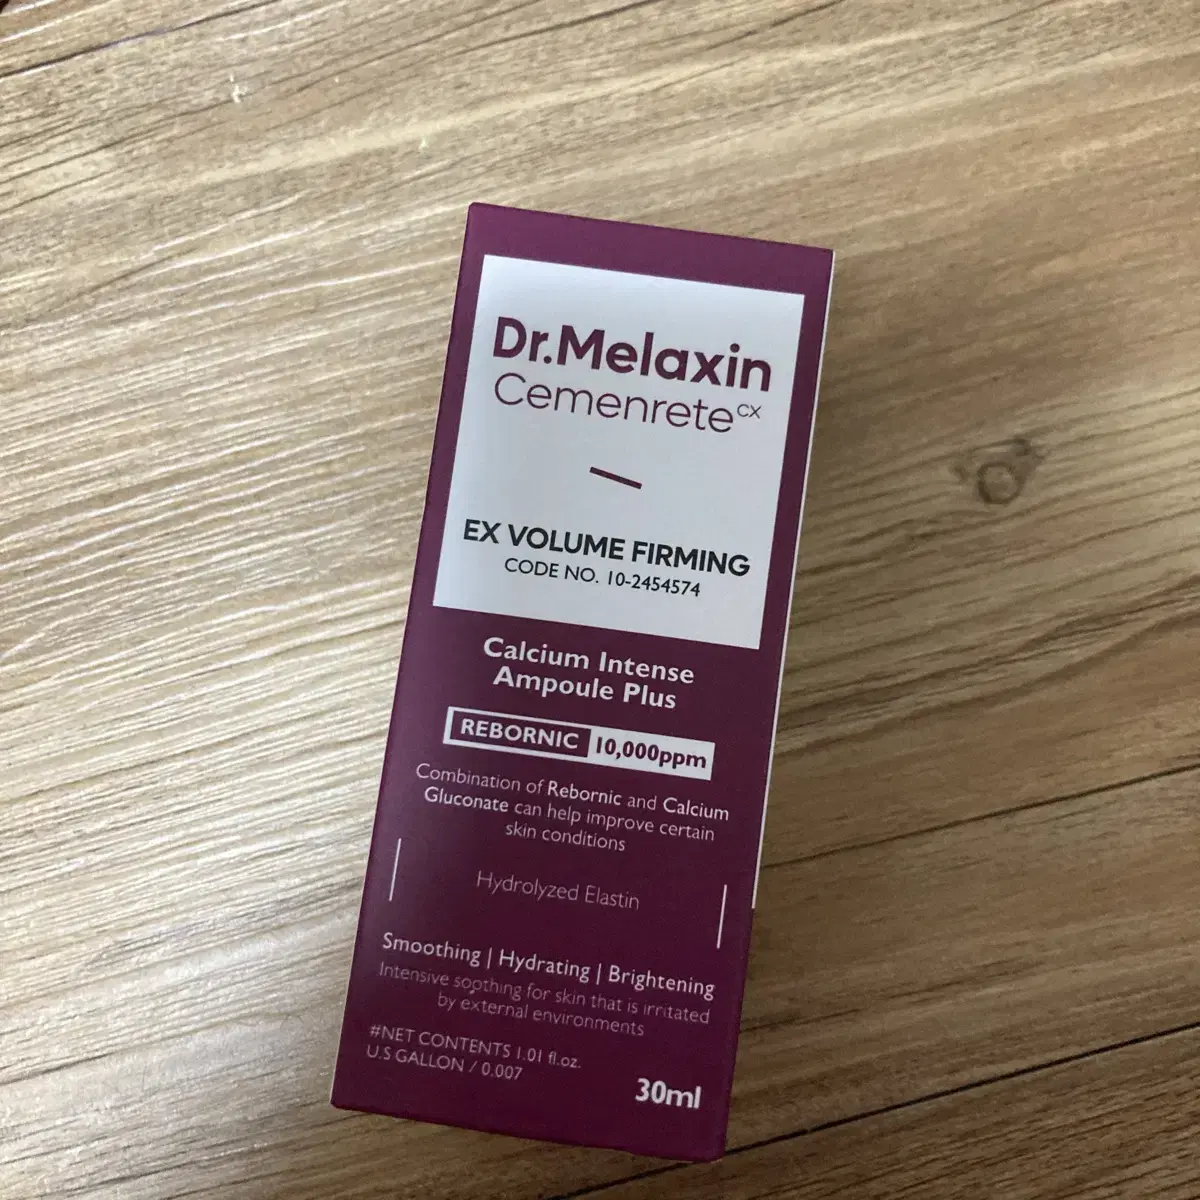 Dr.Melaxin
Cemenrete CX
EX VOLUME FIRMING
CODE NO. 10-2454574
Calcium Intense
Ampoule Plus
REBORNIC 10,000ppm
Combination of Rebornic and Calcium
Gluconate can help improve certain
skin conditions
Hydrolyzed Elastin
Smoothing | Hydrating | Brightening
Intensive soothing for skin that is irritated
by external environments
#NET CONTENTS 1.01 fl.oz.
U.S GALLON / 0.007
30ml